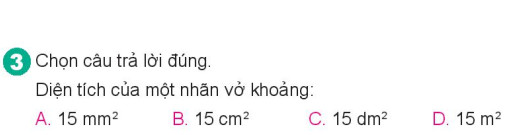 3 Chọn câu trả lời đúng.
Diện tích của một nhãn vở khoảng:
A. 15 mm² B. 15 cm² C. 15 dm² D. 15 m²